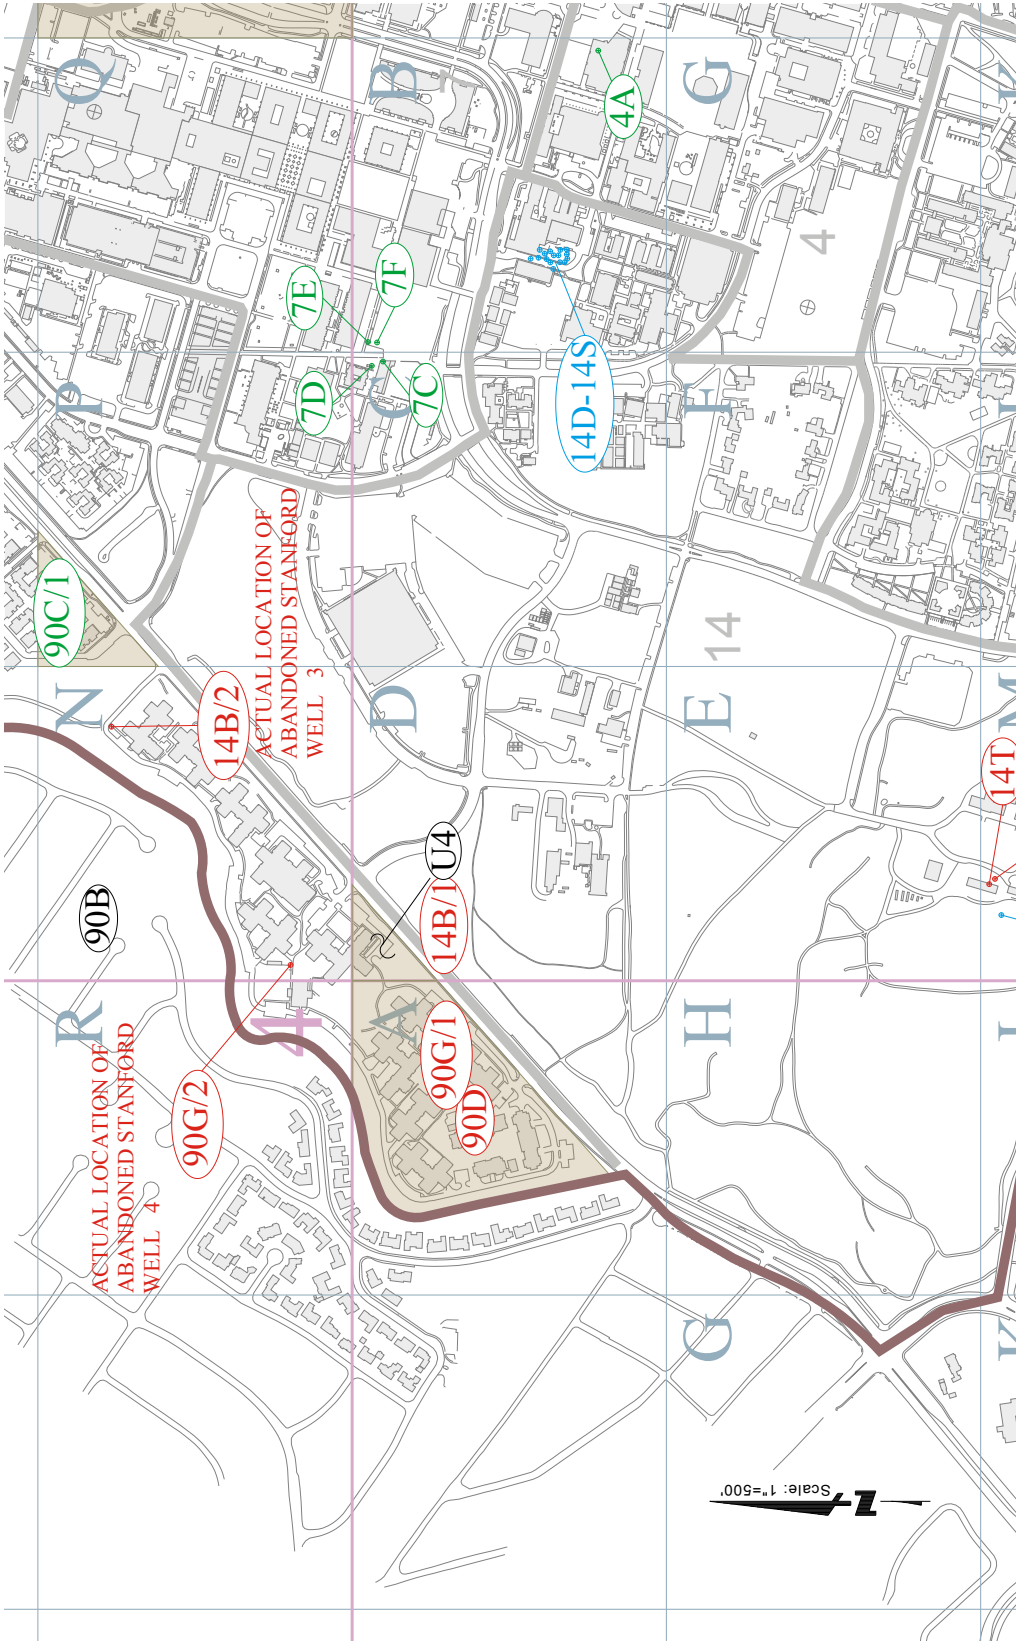 Q
B
G
K
7
4A
4
7E
7F
14D-14S
7D
7C
P
C
F
J
90C/1
ACTUAL LOCATION OF
ABANDONED STANFORD
WELL 3
14
N
14B/2
D
E
M
14T
U4
90B
14B/1
R
4
A
H
L
90G/1
90D
90G/2
ACTUAL LOCATION OF
ABANDONED STANFORD
WELL 4
G
K
Scale: 1"=500'
N